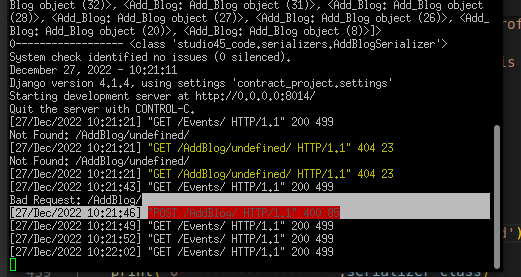 Blog object (32)>, <Add_Blog: Add_Blog object (31)>, <Add_Blog: Add_Blog object
(28)>, <Add_Blog: Add_Blog object (27)>, <Add_Blog: Add_Blog object (26)>, <Add_
Blog: Add_Blog object (20)>, <Add_Blog: Add_Blog object (8)>]>
0------------------ <class 'studio45_code.serializers.AddBlogSerializer'>
System check identified no issues (0 silenced).
December 27, 2022 - 10:21:11
Django version 4.1.4, using settings 'contract_project.settings'
Starting development server at http://0.0.0.0:8014/
Quit the server with CONTROL-C.
[27/Dec/2022 10:21:21] "GET /Events/ HTTP/1.1" 200 499
Not Found: /AddBlog/undefined/
[27/Dec/2022 10:21:21] "GET /AddBlog/undefined/ HTTP/1.1" 404 23
Not Found: /AddBlog/undefined/
[27/Dec/2022 10:21:21] "GET /AddBlog/undefined/ HTTP/1.1" 404 23
[27/Dec/2022 10:21:43] "GET /Events/ HTTP/1.1" 200 499
Bad Request: /AddBlog/
[27/Dec/2022 10:21:46] "POST /AddBlog/ HTTP/1.1" 400 85
[27/Dec/2022 10:21:49] "GET /Events/ HTTP/1.1" 200 499
[27/Dec/2022 10:21:52] "GET /Events/ HTTP/1.1" 200 499
[27/Dec/2022 10:22:02] "GET /Events/ HTTP/1.1" 200 499